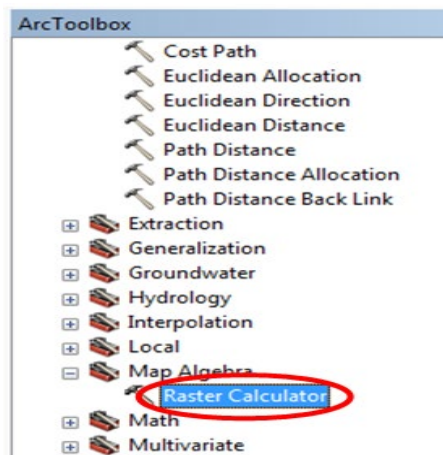 ArcToolbox
Cost Path
Euclidean Allocation
Euclidean Direction
Euclidean Distance
Path Distance
Path Distance Allocation
Path Distance Back Link
Extraction
Generalization
Groundwater
Hydrology
Interpolation
Local
Map Algebra
Raster Calculator
Math
Multivariate